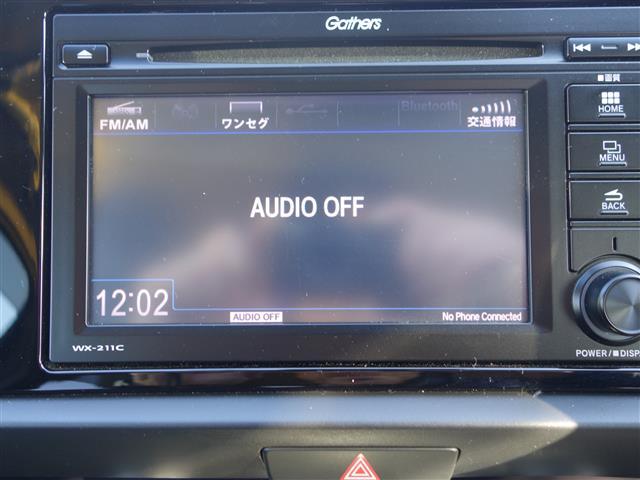 Gathers
■画質
HOME
MENU
BACK
FM/AM
ワンセグ
Bluetooth
交通情報
AUDIO OFF
12:02
AUDIO OFF
No Phone Connected
WX-211C
POWER/■DISP